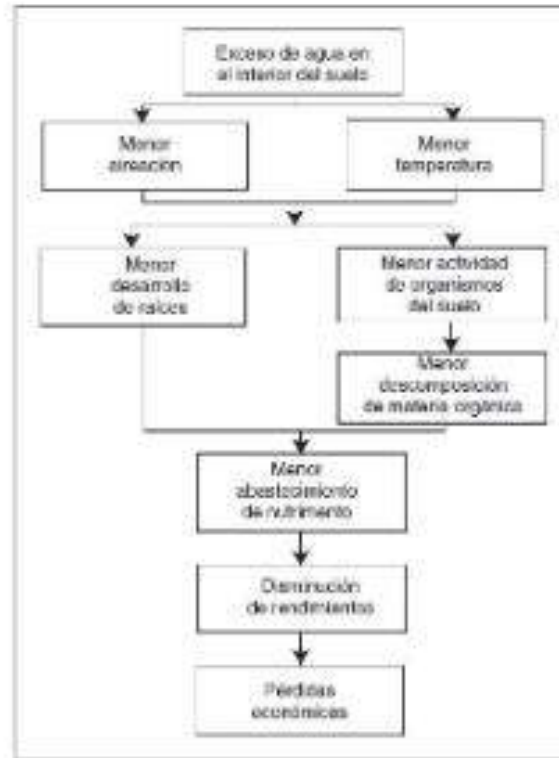 Exceso de agua en
el interior del suelo
Menor
aireación
Menor
temperatura
Menor
desarrollo
de raíces
Menor actividad
de organismos
del suelo
Menor
descomposición
de materia orgánica
Menor
abastecimiento
de nutrimento
Disminución
de rendimientos
Pérdidas
económicas